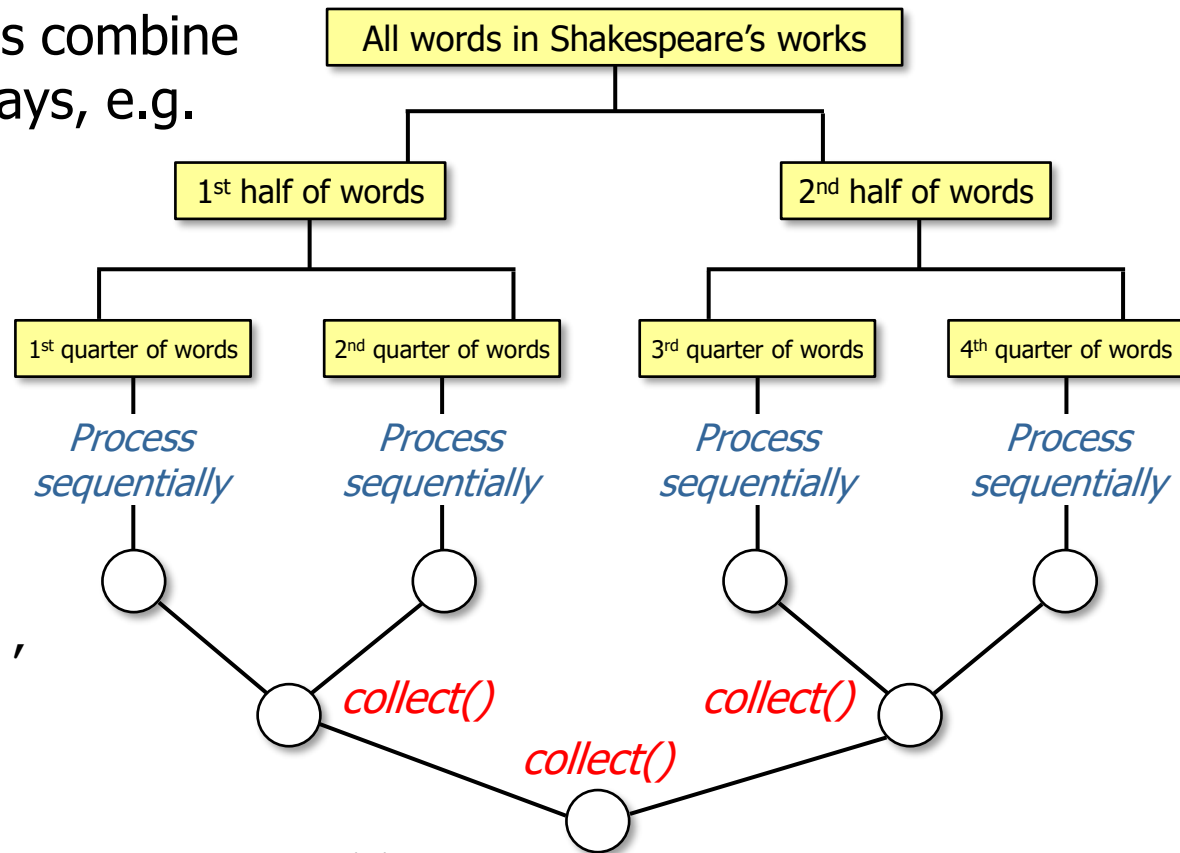 s combine
ays, e.g.
All words in Shakespeare’s works
1st half of words
2nd half of words
1st quarter of words
2nd quarter of words
3rd quarter of words
4th quarter of words
Process
sequentially
Process
sequentially
Process
sequentially
Process
sequentially
,
collect()
collect()
collect()